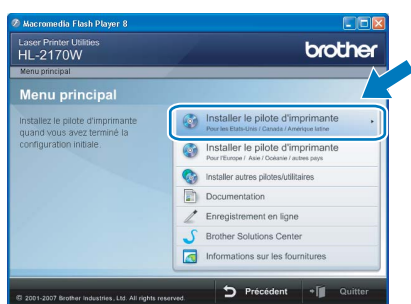 Macromedia Flash Player 8
Laser Printer Utilities
HL-2170W
brother
Menu principal
Menu principal
Installez le pilote d'imprimante
quand vous avez terminé la
configuration initiale.
Installer le pilote d'imprimante
Pour les Etats-Unis / Canada / Amérique latine
Installer le pilote d'imprimante
Pour l'Europe / Asie / Océanie / autres pays
Installer autres pilotes/utilitaires
Documentation
Enregistrement en ligne
Brother Solutions Center
Informations sur les fournitures
© 2001-2007 Brother Industries, Ltd. All rights reserved.
Précédent
Quitter